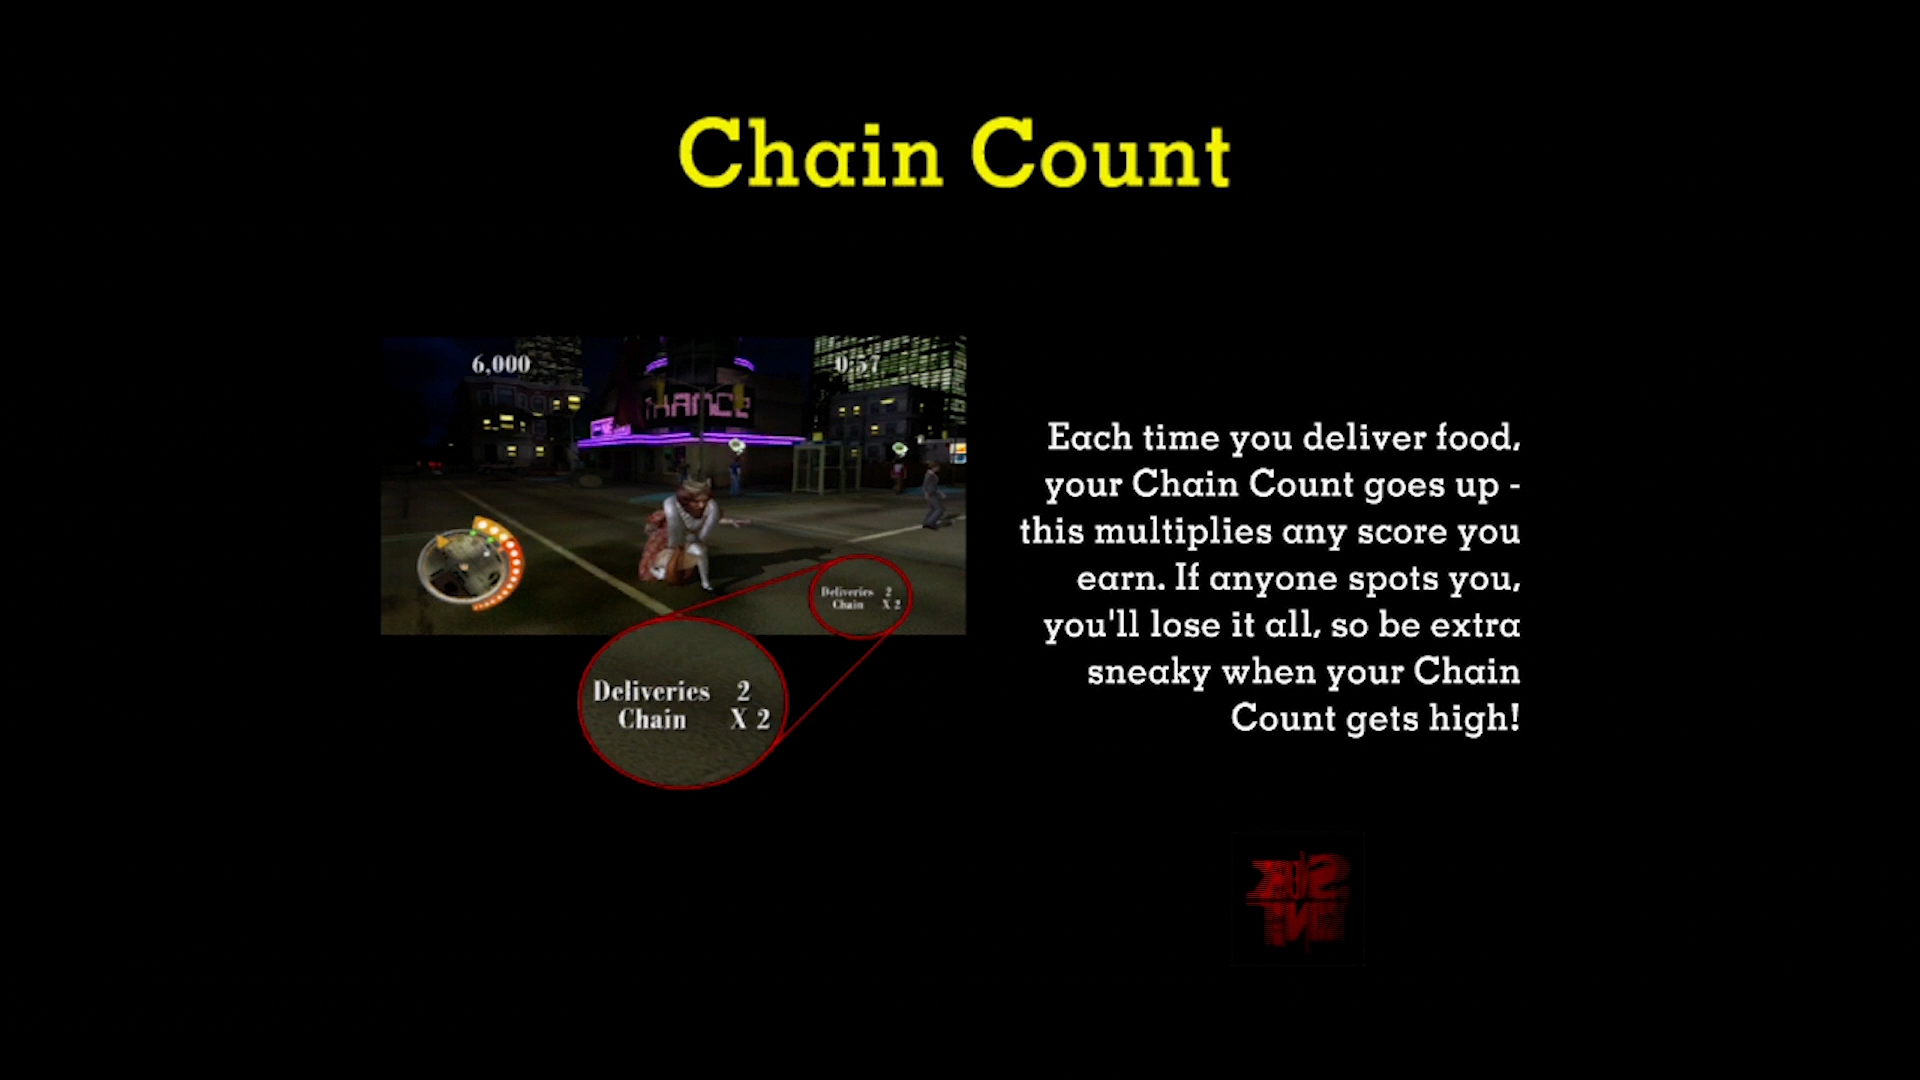 Chain Count
6,000
0:57
Deliveries 2
Chain X 2
Deliveries 2
Chain X 2
Each time you deliver food,
your Chain Count goes up -
this multiplies any score you
earn. If anyone spots you,
you'll lose it all, so be extra
sneaky when your Chain
Count gets high!